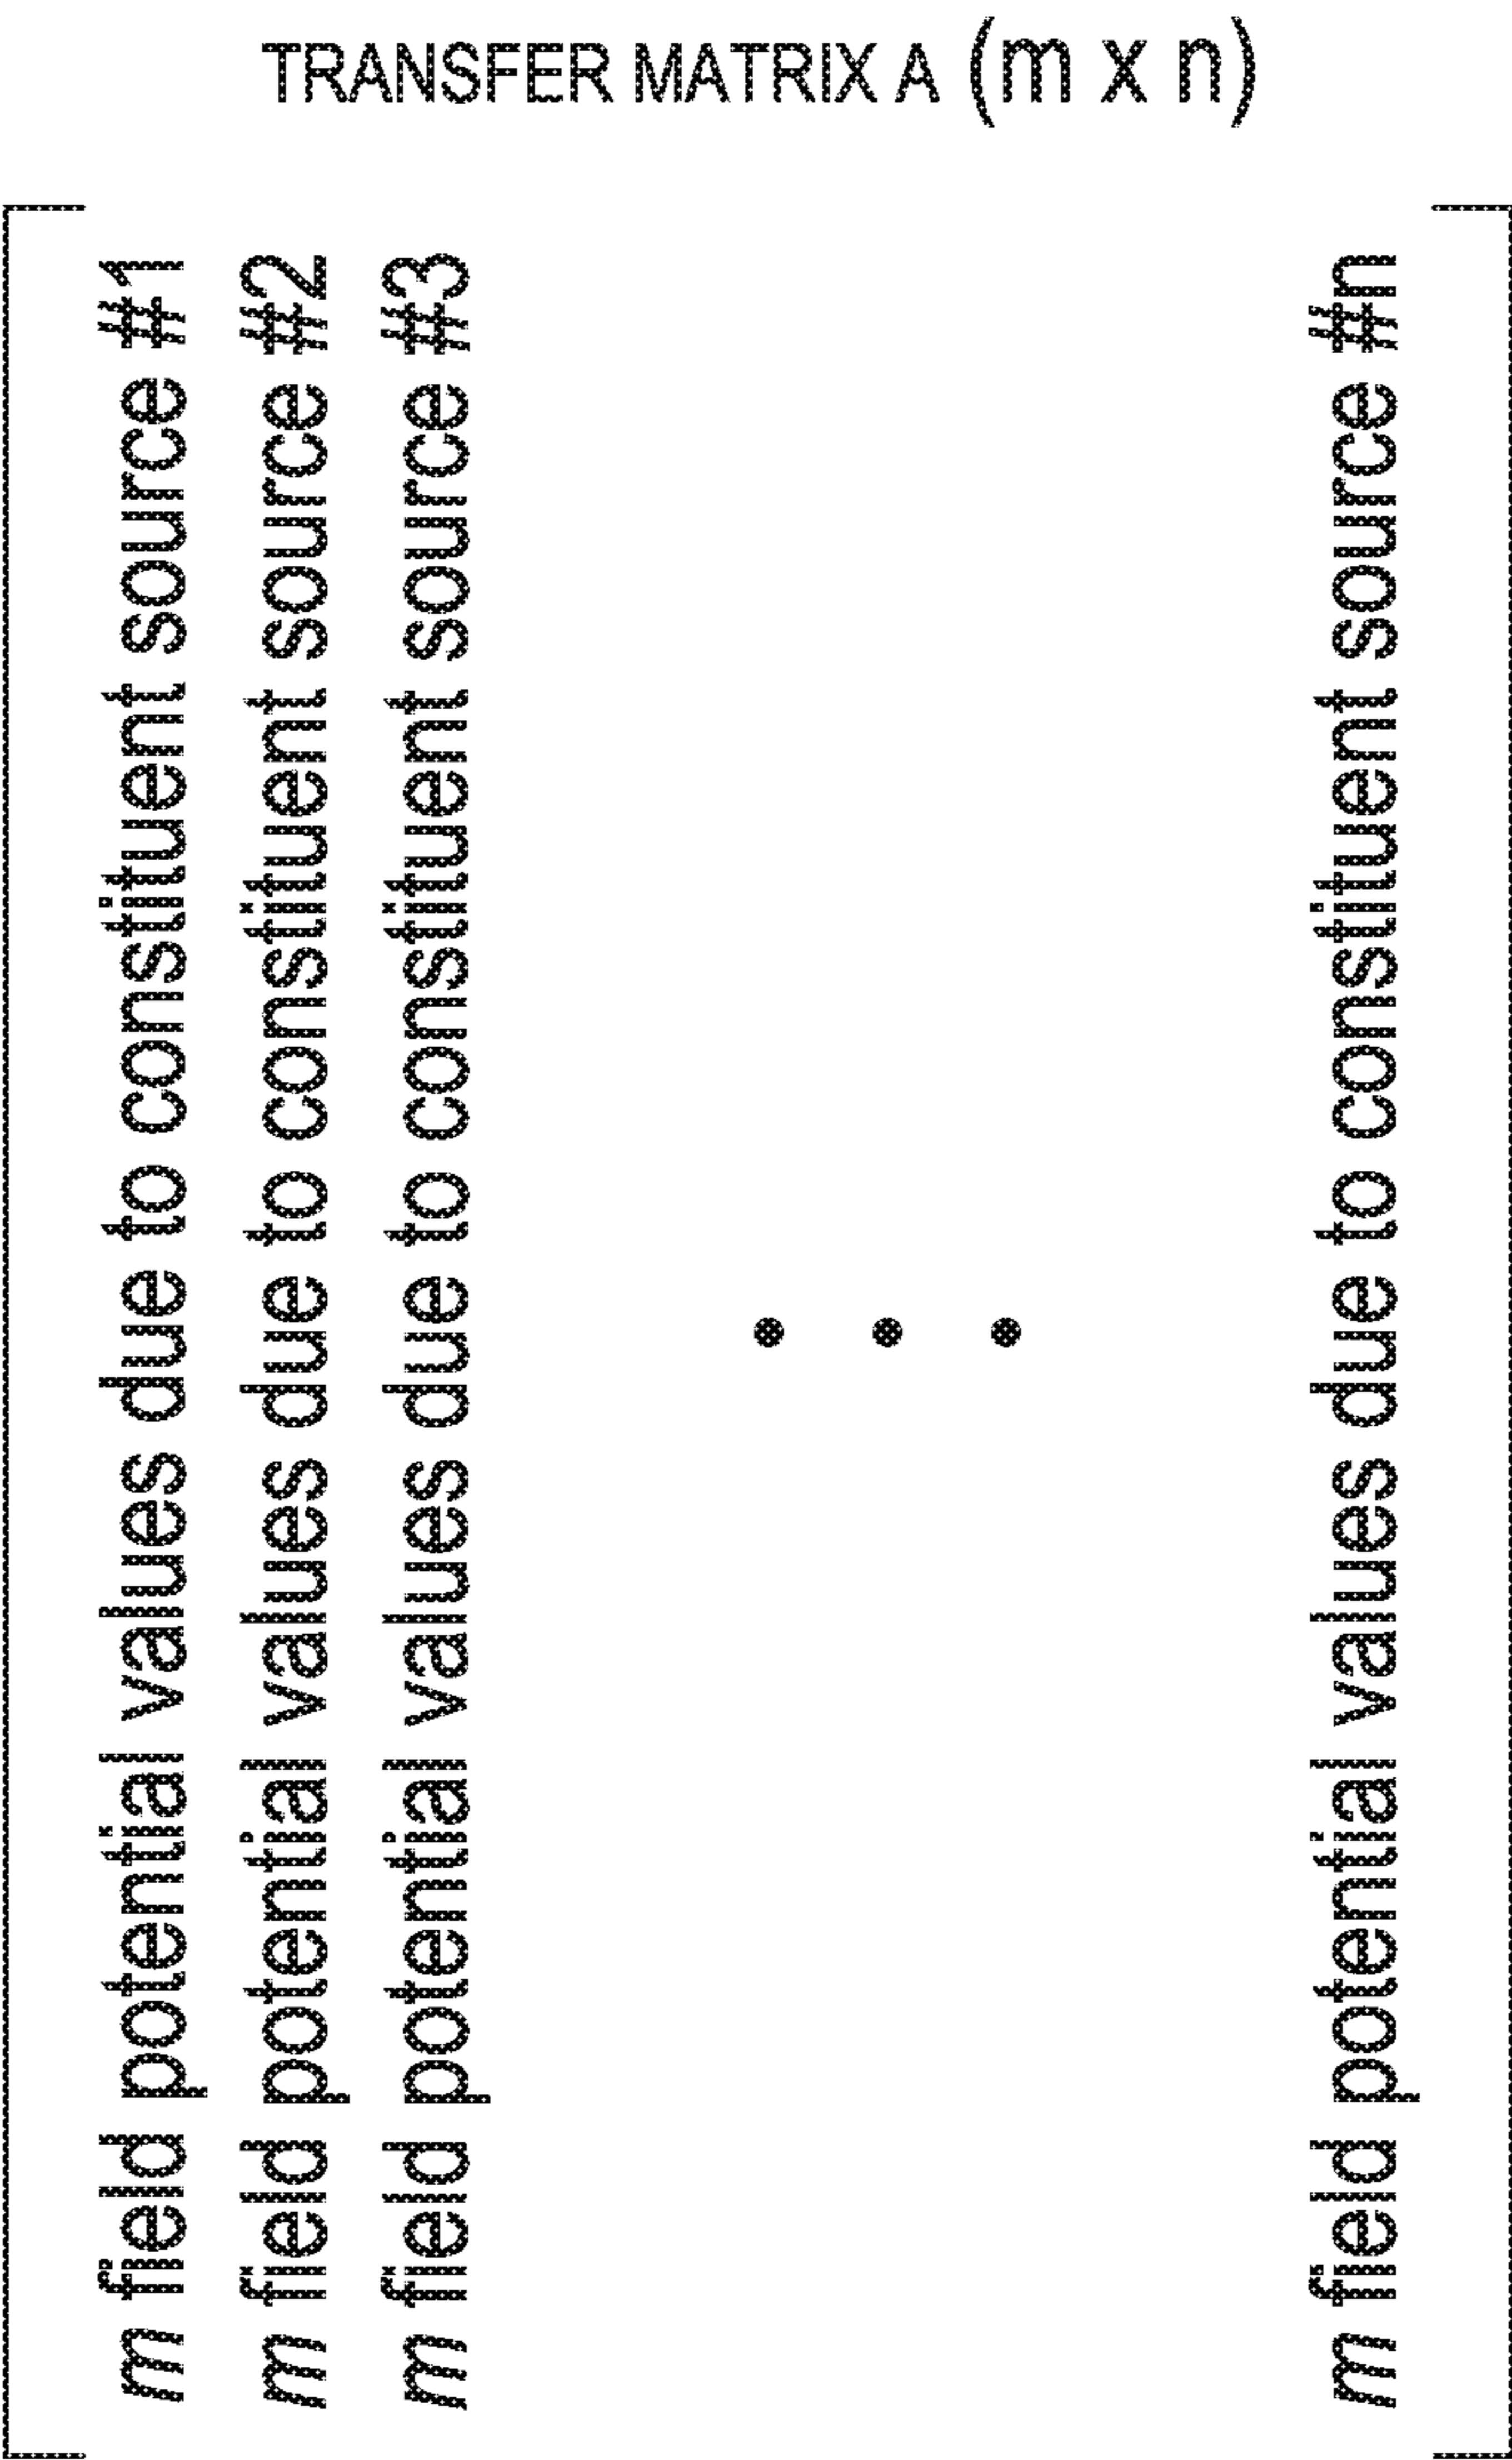 TRANSFER MATRIX A (m x n)
m field potential values due to constituent source #1
m field potential values due to constituent source #2
m field potential values due to constituent source #3
• • •
m field potential values due to constituent source #n